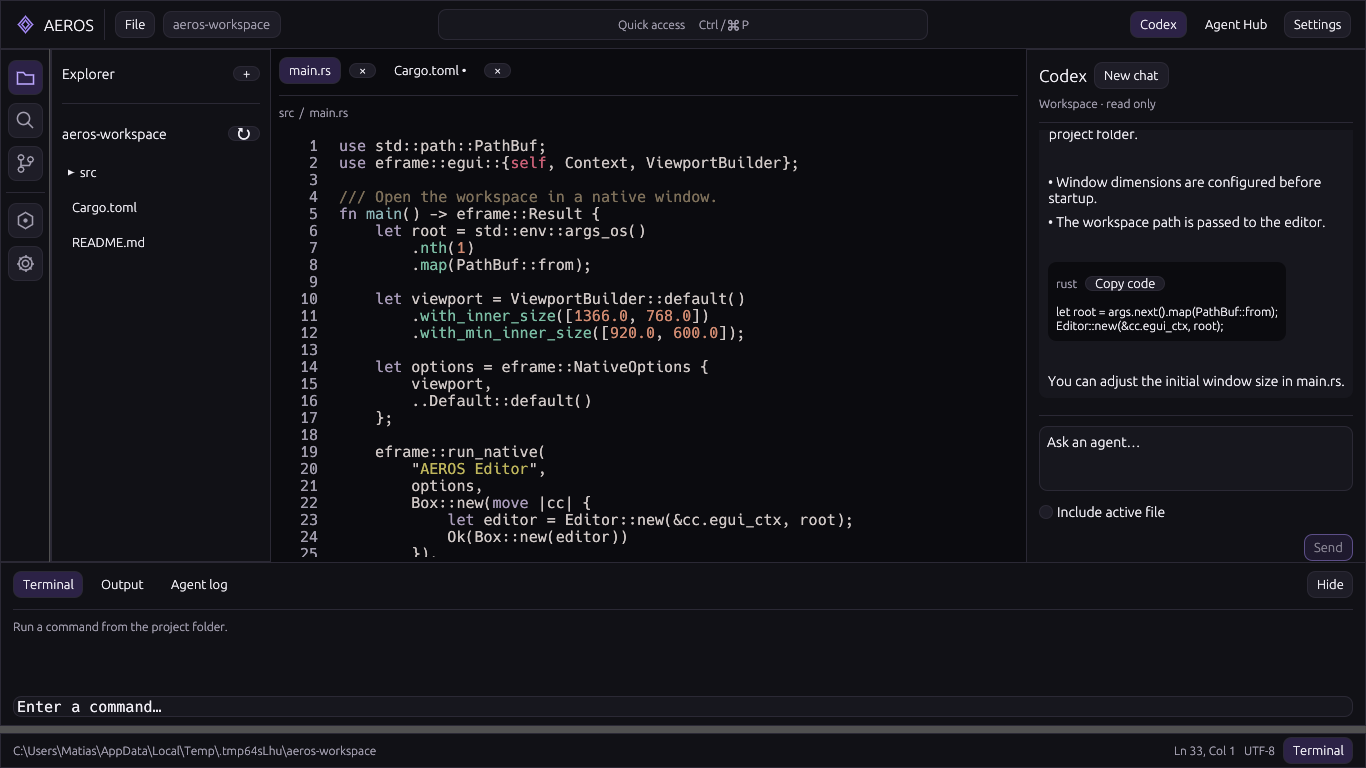 AEROS File aeros-workspace Quick access Ctrl/⌘P Codex Agent Hub Settings
Explorer +
aeros-workspace ↻
▸ src
Cargo.toml
README.md
main.rs × Cargo.toml • ×
src / main.rs
1 use std::path::PathBuf;
2 use eframe::egui::{self, Context, ViewportBuilder};
3
4 /// Open the workspace in a native window.
5 fn main() -> eframe::Result {
6     let root = std::env::args_os()
7         .nth(1)
8         .map(PathBuf::from);
9
10     let viewport = ViewportBuilder::default()
11         .with_inner_size([1366.0, 768.0])
12         .with_min_inner_size([920.0, 600.0]);
13
14     let options = eframe::NativeOptions {
15         viewport,
16         ..Default::default()
17     };
18
19     eframe::run_native(
20         "AEROS Editor",
21         options,
22         Box::new(move |cc| {
23             let editor = Editor::new(&cc.egui_ctx, root);
24             Ok(Box::new(editor))
25         }),
Codex New chat
Workspace · read only
project folder.
• Window dimensions are configured before
startup.
• The workspace path is passed to the editor.
rust Copy code
let root = args.next().map(PathBuf::from);
Editor::new(&cc.egui_ctx, root);
You can adjust the initial window size in main.rs.
Ask an agent…
Include active file
Send
Terminal Output Agent log Hide
Run a command from the project folder.
Enter a command…
C:\Users\Matias\AppData\Local\Temp\.tmp64sLhu\aeros-workspace Ln 33, Col 1 UTF-8 Terminal